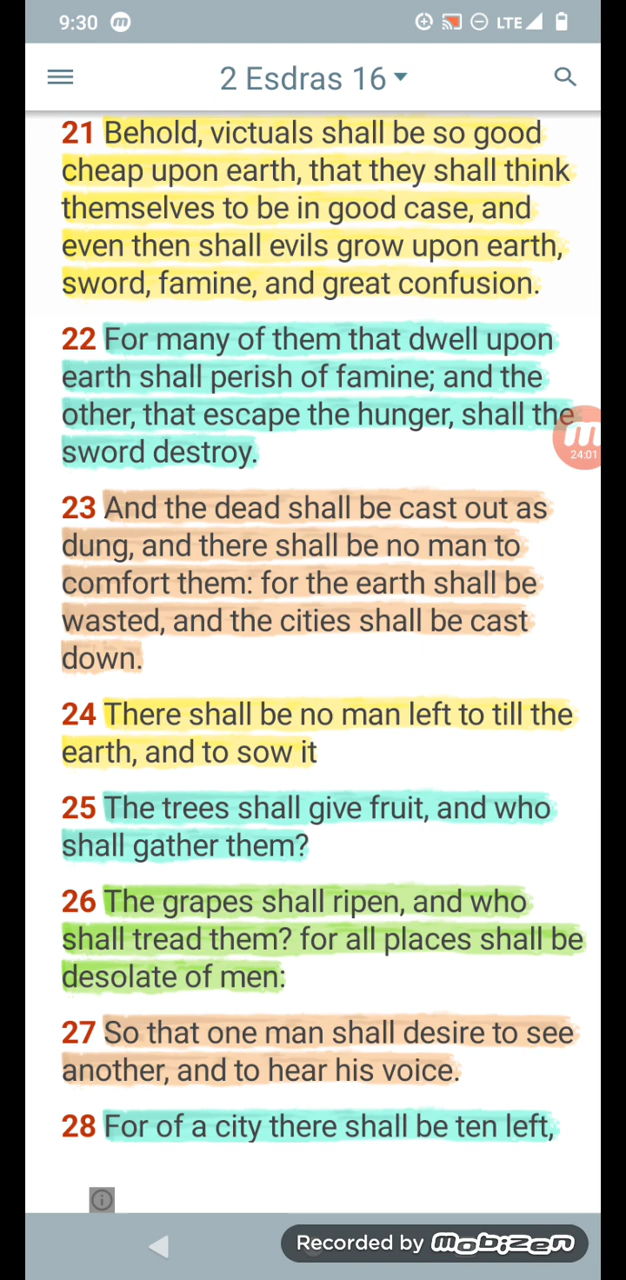 9:30 m LTE
2 Esdras 16
21 Behold, victuals shall be so good
cheap upon earth, that they shall think
themselves to be in good case, and
even then shall evils grow upon earth,
sword, famine, and great confusion.
22 For many of them that dwell upon
earth shall perish of famine; and the
other, that escape the hunger, shall the
sword destroy.
m
24:01
23 And the dead shall be cast out as
dung, and there shall be no man to
comfort them: for the earth shall be
wasted, and the cities shall be cast
down.
24 There shall be no man left to till the
earth, and to sow it
25 The trees shall give fruit, and who
shall gather them?
26 The grapes shall ripen, and who
shall tread them? for all places shall be
desolate of men:
27 So that one man shall desire to see
another, and to hear his voice.
28 For of a city there shall be ten left,
Recorded by mobizen